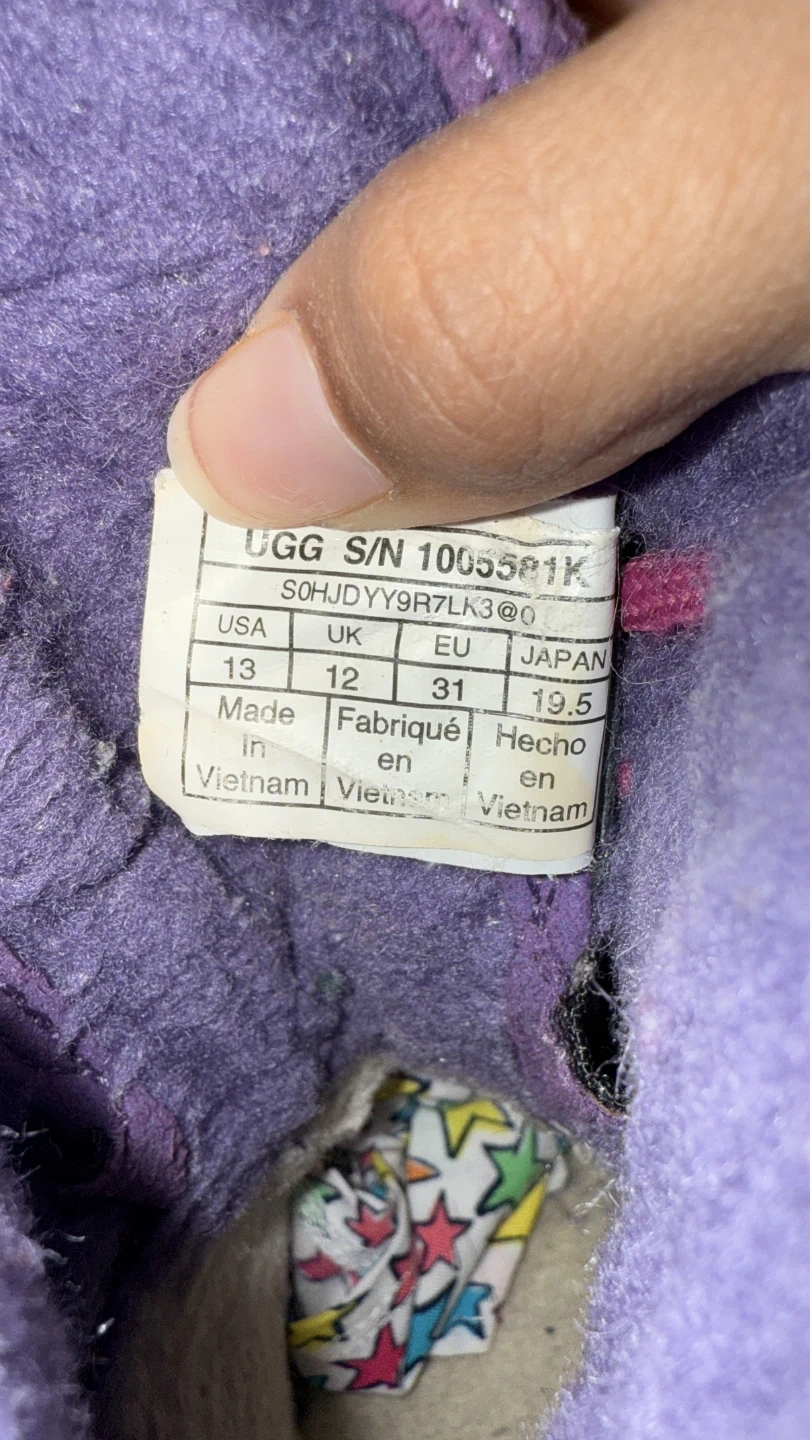 UGG S/N 1005581K
S0HJDYY9R7LK3@0
USA UK EU JAPAN
13 12 31 19.5
Made in Vietnam
Fabriqué en Vietnam
Hecho en Vietnam